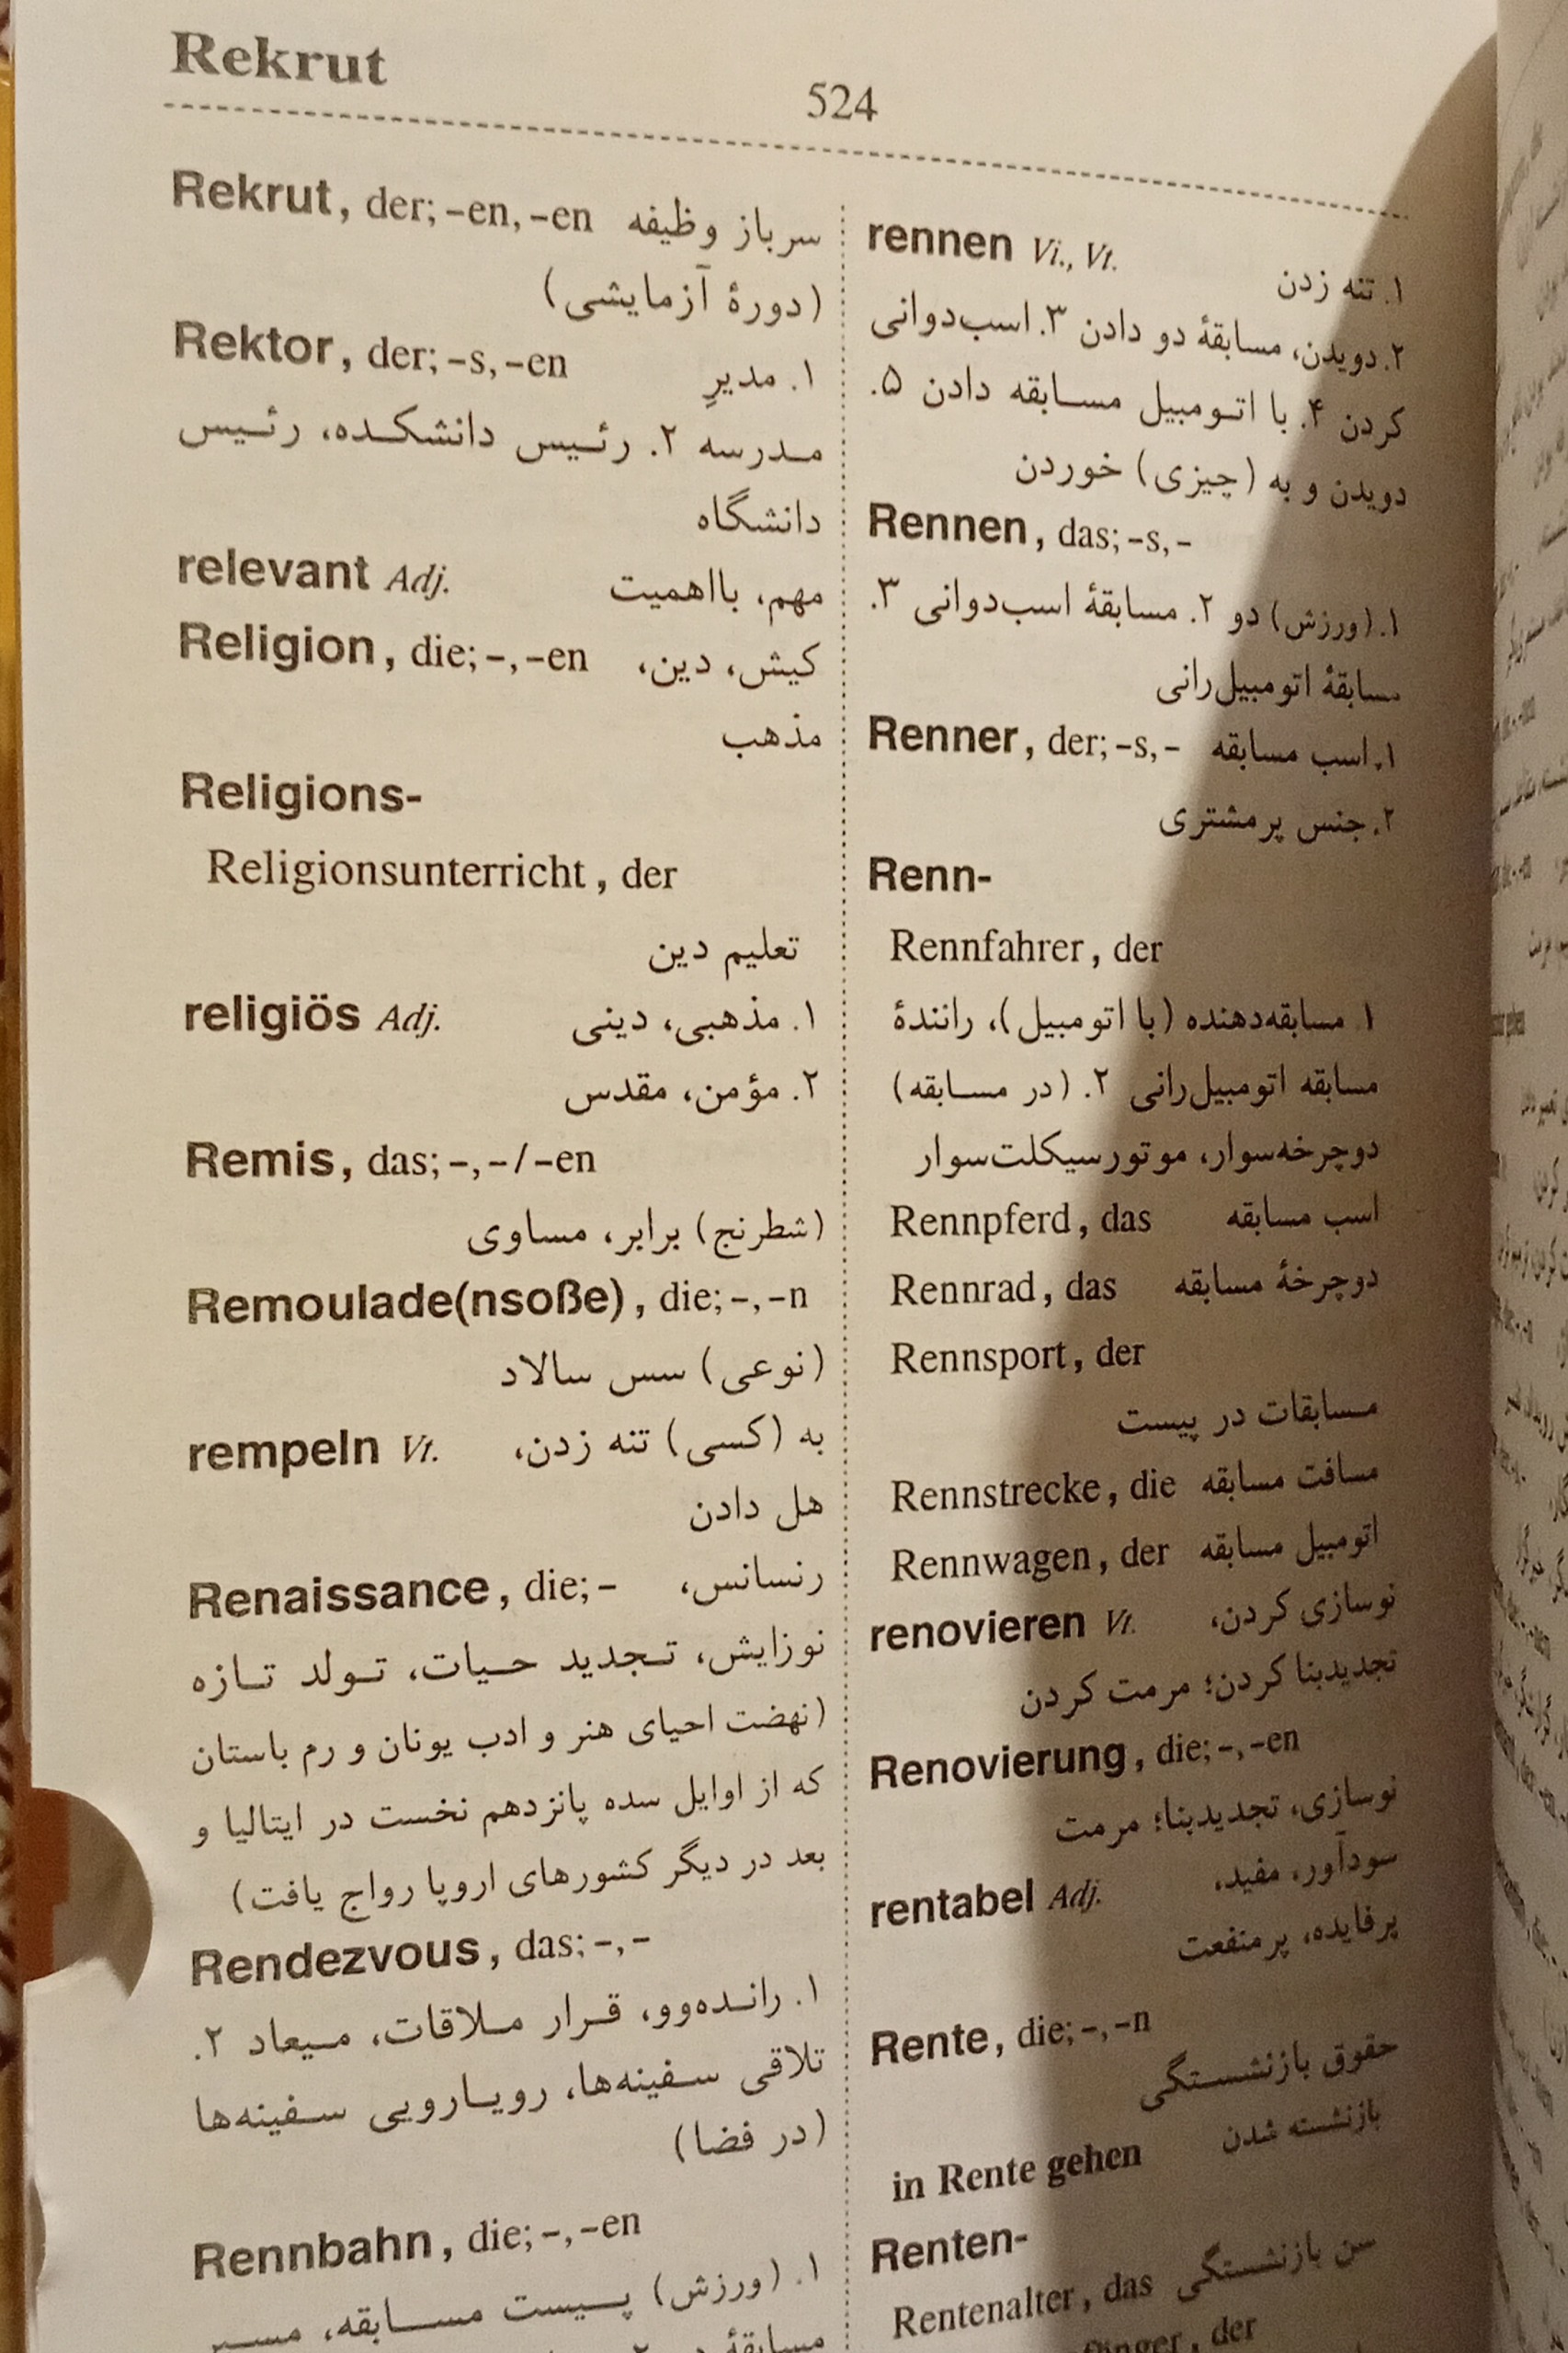 Rekrut
524
Rekrut, der; –en, –en سرباز وظیفه
(دورهٔ آزمایشی)
Rektor, der; –s, –en ۱. مدیرِ
مدرسه ۲. رئیس دانشکده، رئیس
دانشگاه
relevant Adj. مهم، بااهمیت
Religion, die; –, –en کیش، دین،
مذهب
Religions-
Religionsunterricht, der
تعلیم دین
religiös Adj. ۱. مذهبی، دینی
۲. مؤمن، مقدس
Remis, das; –, – / –en
(شطرنج) برابر، مساوی
Remoulade(nsoße), die; –, –n
(نوعی) سس سالاد
rempeln Vt. به (کسی) تنه زدن،
هل دادن
Renaissance, die; – رنسانس،
نوزایش، تجدید حیات، تولد تازه
(نهضت احیای هنر و ادب یونان و رم باستان
که از اوایل سده پانزدهم نخست در ایتالیا و
بعد در دیگر کشورهای اروپا رواج یافت)
Rendezvous, das; –, –
۱. رانده‌وو، قرار ملاقات، میعاد ۲.
تلاقی سفینه‌ها، رویارویی سفینه‌ها
(در فضا)
Rennbahn, die; –, –en
۱. (ورزش) پیست مسابقه، مسیر
مسابقهٔ
rennen Vi., Vt. ۱. تنه زدن
۲. دویدن، مسابقهٔ دو دادن ۳. اسب‌دوانی
کردن ۴. با اتومبیل مسابقه دادن ۵.
دویدن و به (چیزی) خوردن
Rennen, das; –s, –
۱. (ورزش) دو ۲. مسابقهٔ اسب‌دوانی ۳.
مسابقهٔ اتومبیل‌رانی
Renner, der; –s, – ۱. اسب مسابقه
۲. جنس پرمشتری
Renn-
Rennfahrer, der
۱. مسابقه‌دهنده (با اتومبیل)، رانندهٔ
مسابقه اتومبیل‌رانی ۲. (در مسابقه)
دوچرخه‌سوار، موتورسیکلت‌سوار
Rennpferd, das اسب مسابقه
Rennrad, das دوچرخهٔ مسابقه
Rennsport, der
مسابقات در پیست
Rennstrecke, die مسافت مسابقه
Rennwagen, der اتومبیل مسابقه
renovieren Vt. نوسازی کردن،
تجدیدبنا کردن؛ مرمت کردن
Renovierung, die; –, –en
نوسازی، تجدیدبنا؛ مرمت
rentabel Adj. سودآور، مفید،
پرفایده، پرمنفعت
Rente, die; –, –n
حقوق بازنشستگی
in Rente gehen بازنشسته شدن
Renten-
Rentenalter, das سن بازنشستگی
der